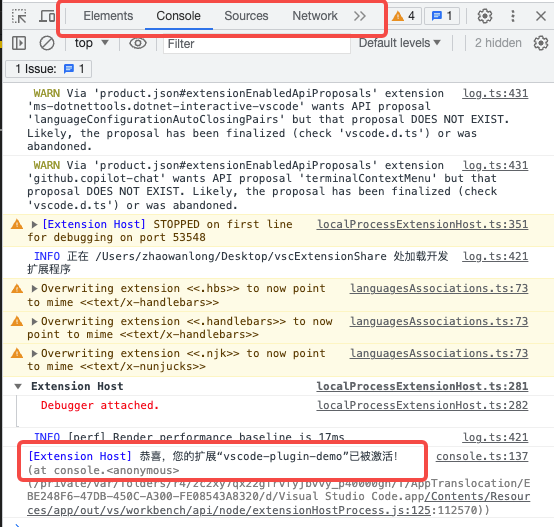 Elements Console Sources Network >> 4 1
top Filter Default levels 2 hidden
1 Issue: 1
WARN Via 'product.json#extensionEnabledApiProposals' extension log.ts:431
'ms-dotnettools.dotnet-interactive-vscode' wants API proposal
'languageConfigurationAutoClosingPairs' but that proposal DOES NOT EXIST.
Likely, the proposal has been finalized (check 'vscode.d.ts') or was
abandoned.
WARN Via 'product.json#extensionEnabledApiProposals' extension log.ts:431
'github.copilot-chat' wants API proposal 'terminalContextMenu' but that
proposal DOES NOT EXIST. Likely, the proposal has been finalized (check
'vscode.d.ts') or was abandoned.
[Extension Host] STOPPED on first line localProcessExtensionHost.ts:351
for debugging on port 53548
INFO 正在 /Users/zhaowanlong/Desktop/vscExtensionShare 处加载开发 log.ts:421
扩展程序
Overwriting extension <<.hbs>> to now point languagesAssociations.ts:73
to mime <<text/x-handlebars>>
Overwriting extension <<.handlebars>> to now languagesAssociations.ts:73
point to mime <<text/x-handlebars>>
Overwriting extension <<.njk>> to now point languagesAssociations.ts:73
to mime <<text/x-nunjucks>>
Extension Host localProcessExtensionHost.ts:281
Debugger attached. localProcessExtensionHost.ts:282
INFO [perf] Render performance baseline is 17ms log.ts:421
[Extension Host] 恭喜，您的扩展“vscode-plugin-demo”已被激活！ console.ts:137
(at console.<anonymous>
EBE248F6-47DB-450C-A300-FE08543A8320/d/Visual Studio Code.app/Contents/Resour
ces/app/out/vs/workbench/api/node/extensionHostProcess.js:125:112570))